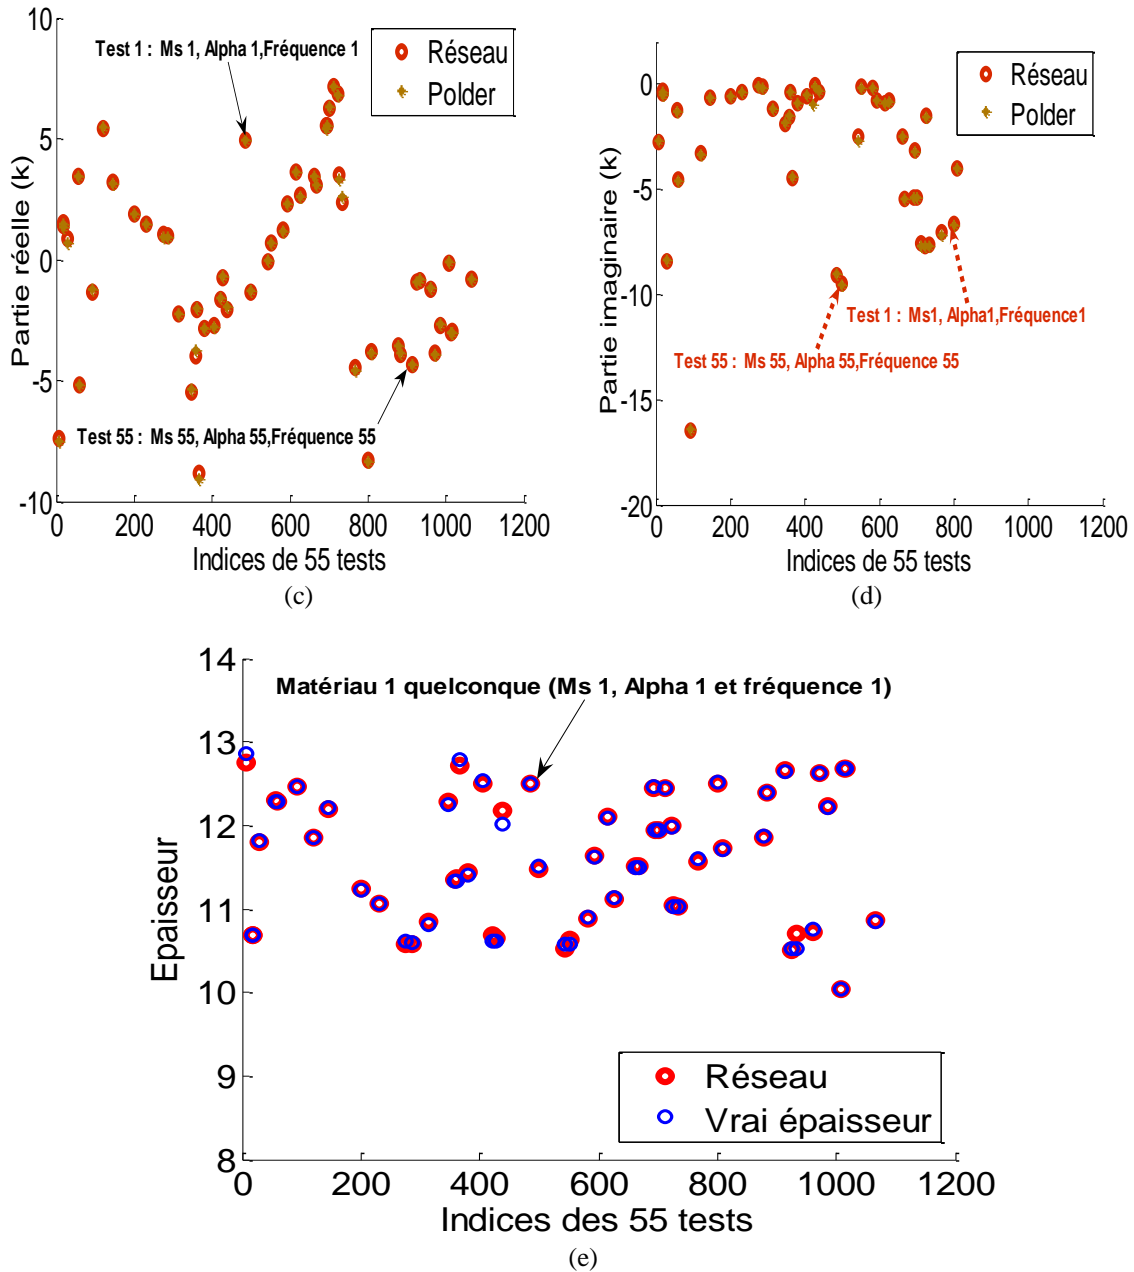 10
5
0
-5
-10
0 200 400 600 800 1000 1200
Partie réelle (k)
Indices de 55 tests
Test 1 : Ms 1, Alpha 1,Fréquence 1
Réseau
Polder
Test 55 : Ms 55, Alpha 55,Fréquence 55
(c)
0
-5
-10
-15
-20
0 200 400 600 800 1000 1200
Partie imaginaire (k)
Indices de 55 tests
Réseau
Polder
Test 1 : Ms1, Alpha1,Fréquence1
Test 55 : Ms 55, Alpha 55,Fréquence 55
(d)
14
13
12
11
10
9
8
0 200 400 600 800 1000 1200
Epaisseur
Indices des 55 tests
Matériau 1 quelconque (Ms 1, Alpha 1 et fréquence 1)
Réseau
Vrai épaisseur
(e)